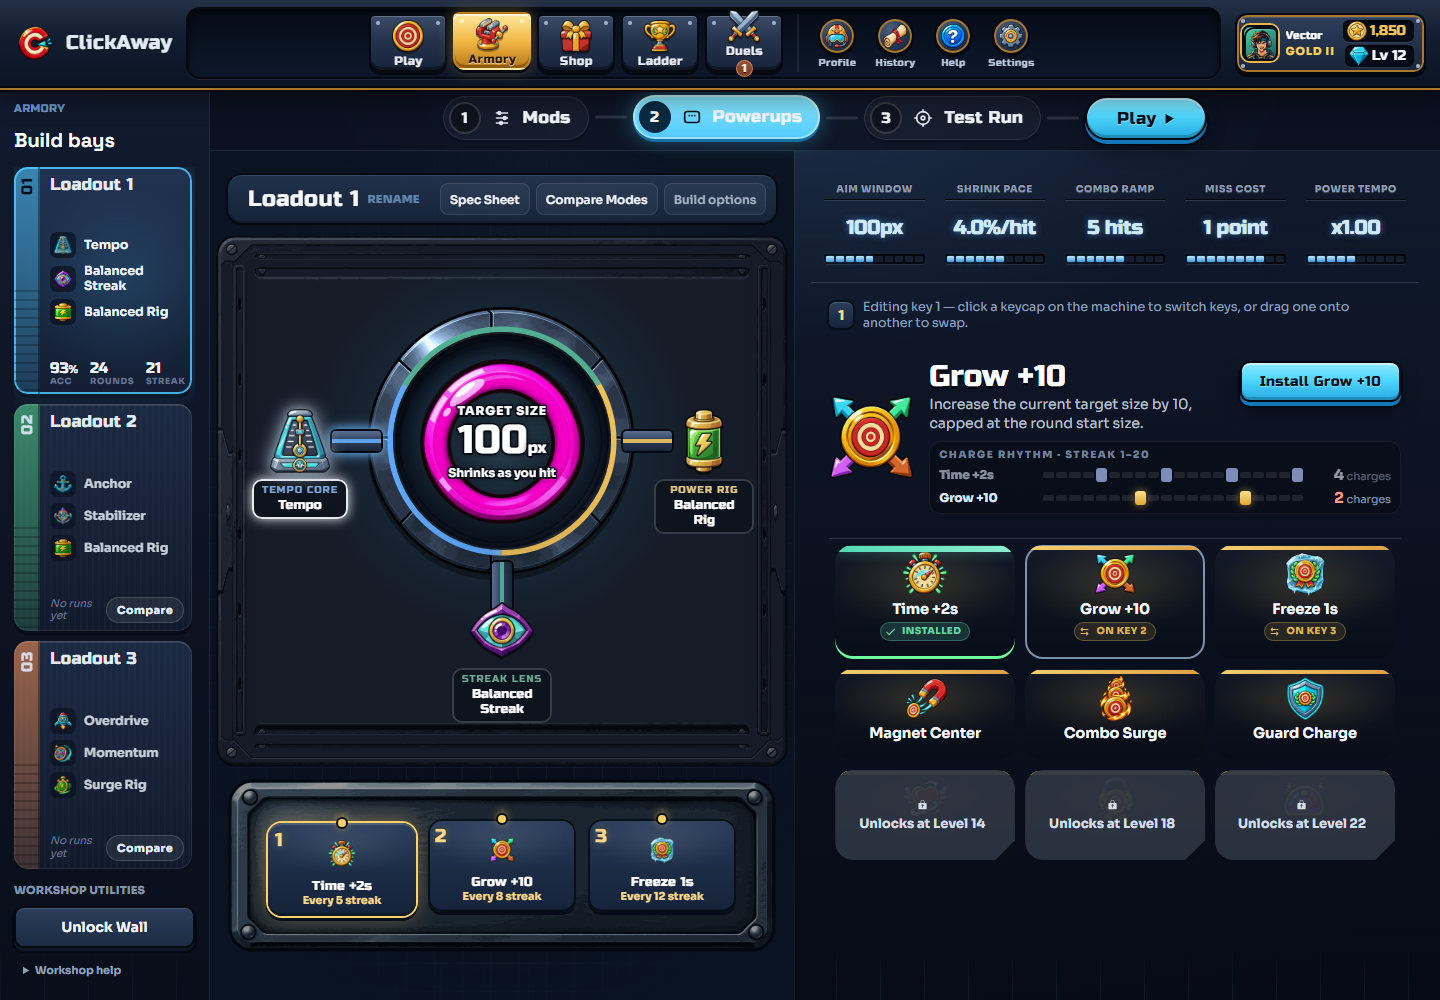 ClickAway
Play
Armory
Shop
Ladder
Duels
1
Profile
History
Help
Settings
Vector
GOLD II
1,850
Lv 12
ARMORY
Build bays
01
Loadout 1
Tempo
Balanced
Streak
Balanced Rig
93% 24 21
ACC ROUNDS STREAK
02
Loadout 2
Anchor
Stabilizer
Balanced Rig
No runs
yet
Compare
03
Loadout 3
Overdrive
Momentum
Surge Rig
No runs
yet
Compare
WORKSHOP UTILITIES
Unlock Wall
Workshop help
1 Mods
2 Powerups
3 Test Run
Play
Loadout 1 RENAME
Spec Sheet
Compare Modes
Build options
TARGET SIZE
100px
Shrinks as you hit
TEMPO CORE
Tempo
POWER RIG
Balanced
Rig
STREAK LENS
Balanced
Streak
1
Time +2s
Every 5 streak
2
Grow +10
Every 8 streak
3
Freeze 1s
Every 12 streak
AIM WINDOW
100px
SHRINK PACE
4.0%/hit
COMBO RAMP
5 hits
MISS COST
1 point
POWER TEMPO
x1.00
1
Editing key 1 — click a keycap on the machine to switch keys, or drag one onto
another to swap.
Grow +10
Increase the current target size by 10,
capped at the round start size.
Install Grow +10
CHARGE RHYTHM · STREAK 1–20
Time +2s 4 charges
Grow +10 2 charges
Time +2s
INSTALLED
Grow +10
ON KEY 2
Freeze 1s
ON KEY 3
Magnet Center
Combo Surge
Guard Charge
Unlocks at Level 14
Unlocks at Level 18
Unlocks at Level 22